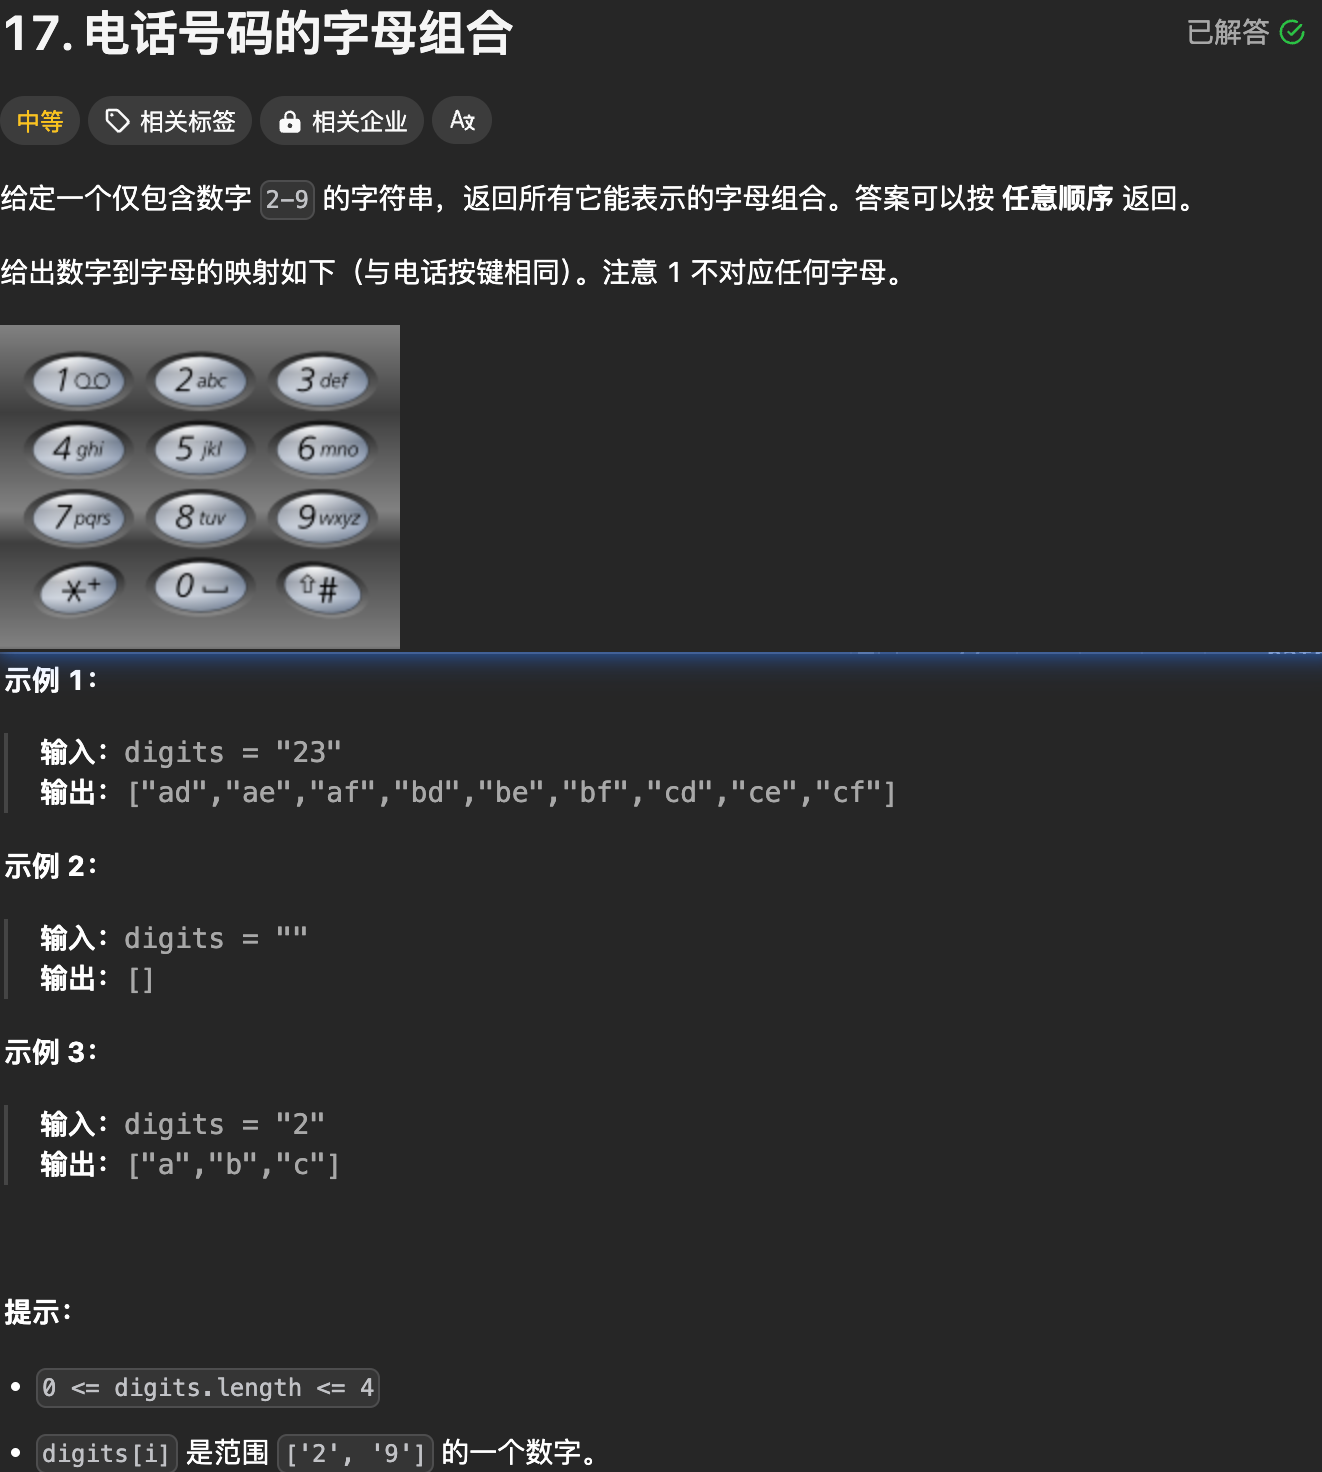 17. 电话号码的字母组合
已解答
中等
相关标签
相关企业
A文
给定一个仅包含数字 2-9 的字符串，返回所有它能表示的字母组合。答案可以按 任意顺序 返回。
给出数字到字母的映射如下（与电话按键相同）。注意 1 不对应任何字母。
1 2 abc 3 def
4 ghi 5 jkl 6 mno
7 pqrs 8 tuv 9 wxyz
*+ 0 #
示例 1：
输入：digits = "23"
输出：["ad","ae","af","bd","be","bf","cd","ce","cf"]
示例 2：
输入：digits = ""
输出：[]
示例 3：
输入：digits = "2"
输出：["a","b","c"]
提示：
0 <= digits.length <= 4
digits[i] 是范围 ['2', '9'] 的一个数字。